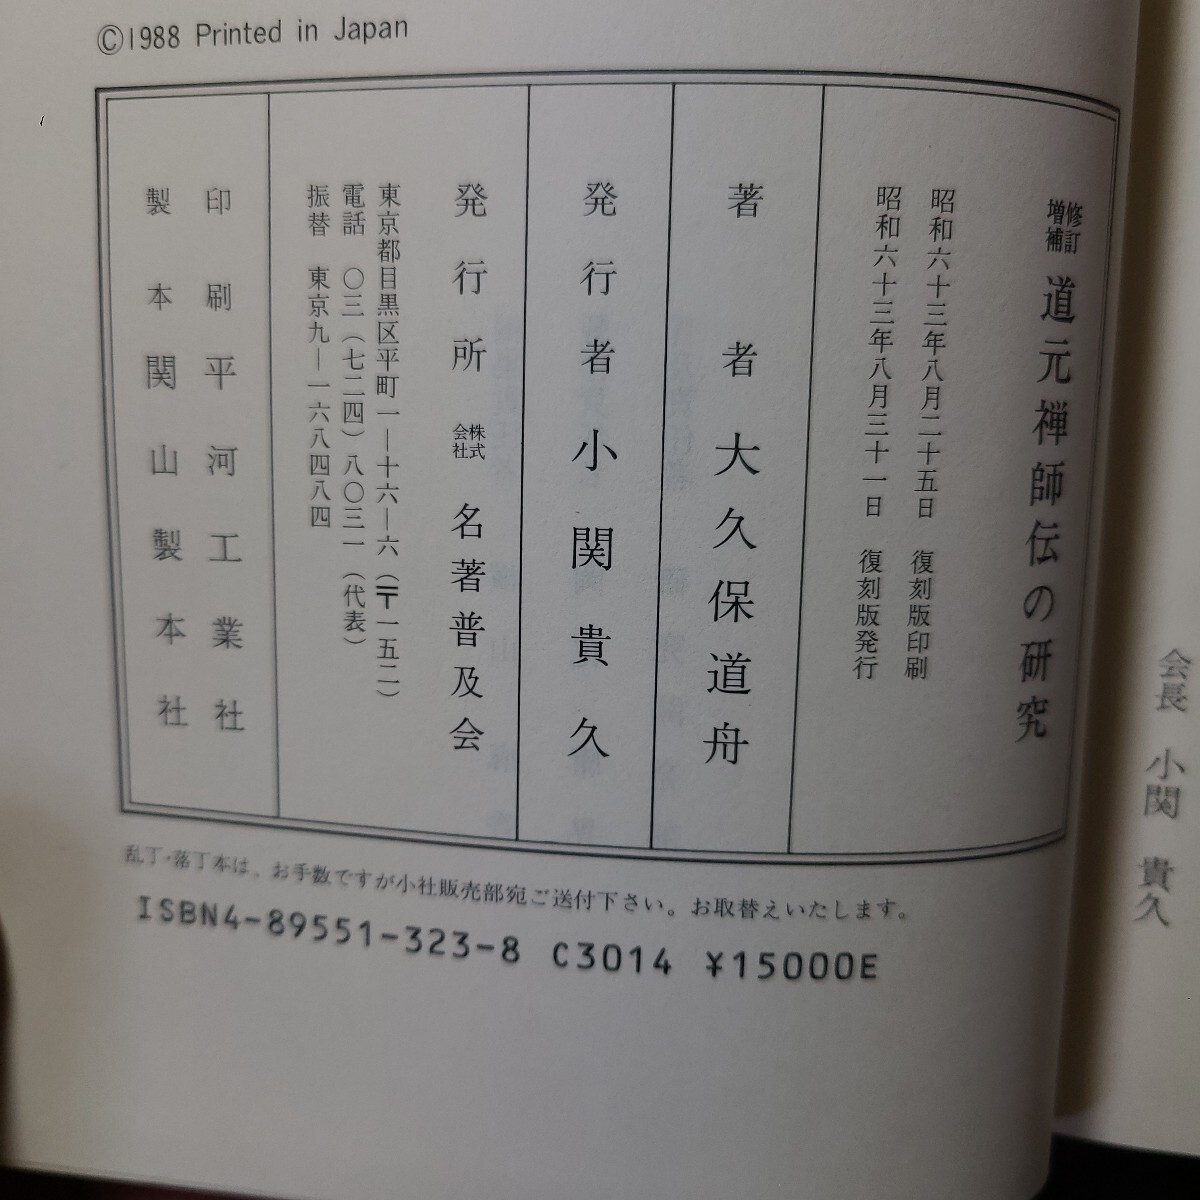 ©1988 Printed in Japan
修訂増補 道元禅師伝の研究
昭和六十三年八月二十五日 復刻版印刷
昭和六十三年八月三十一日 復刻版発行
著者 大久保道舟
発行者 小関貴久
発行所 株式会社 名著普及会
東京都目黒区平町一―十六―六(〒一五二)
電話 〇三(七二四)八〇三一(代表)
振替 東京九―一六八四八四
印刷 平河工業社
製本 関山製本社
乱丁・落丁本は、お手数ですが小社販売部宛ご送付下さい。お取替えいたします。
ISBN4-89551-323-8 C3014 ¥15000E
会長 小関 貴久